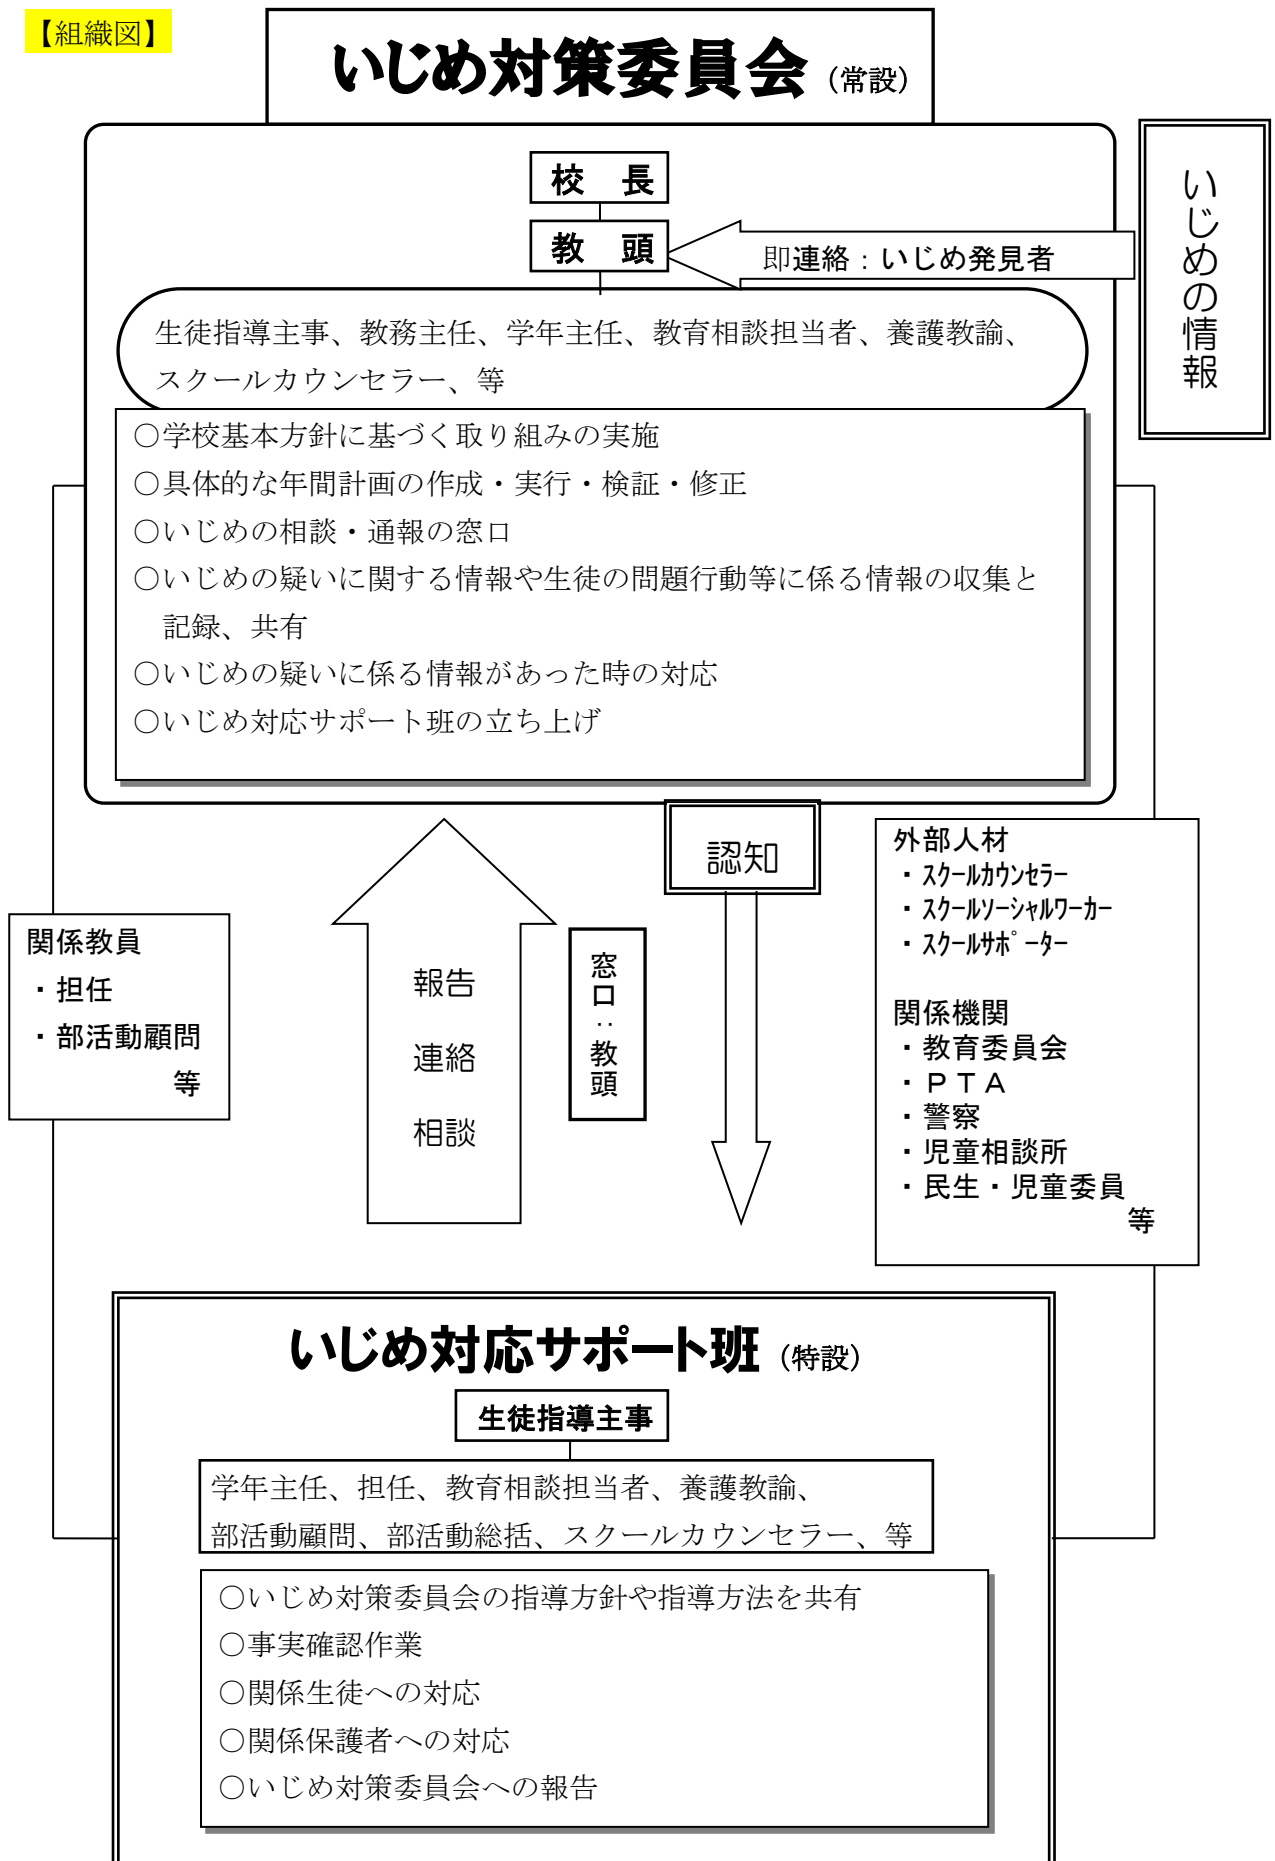 【組織図】
いじめ対策委員会（常設）
校　長
教　頭
即連絡：いじめ発見者
いじめの情報
生徒指導主事、教務主任、学年主任、教育相談担当者、養護教諭、
スクールカウンセラー、等
○学校基本方針に基づく取り組みの実施
○具体的な年間計画の作成・実行・検証・修正
○いじめの相談・通報の窓口
○いじめの疑いに関する情報や生徒の問題行動等に係る情報の収集と
記録、共有
○いじめの疑いに係る情報があった時の対応
○いじめ対応サポート班の立ち上げ
認知
関係教員
・担任
・部活動顧問
等
報告
連絡
相談
窓口：教頭
外部人材
・ｽｸｰﾙｶｳﾝｾﾗｰ
・ｽｸｰﾙｿｰｼｬﾙﾜｰｶｰ
・ｽｸｰﾙｻﾎﾟｰﾀｰ
関係機関
・教育委員会
・ＰＴＡ
・警察
・児童相談所
・民生・児童委員
等
いじめ対応サポート班（特設）
生徒指導主事
学年主任、担任、教育相談担当者、養護教諭、
部活動顧問、部活動総括、スクールカウンセラー、等
○いじめ対策委員会の指導方針や指導方法を共有
○事実確認作業
○関係生徒への対応
○関係保護者への対応
○いじめ対策委員会への報告